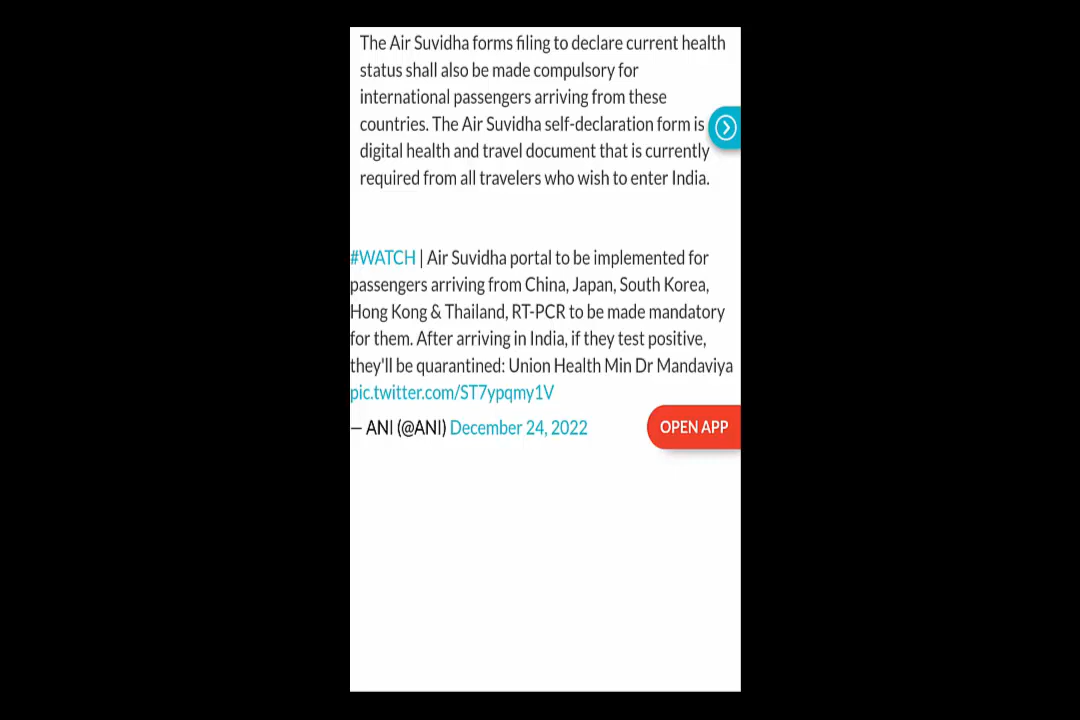 The Air Suvidha forms filing to declare current health
status shall also be made compulsory for
international passengers arriving from these
countries. The Air Suvidha self-declaration form is
digital health and travel document that is currently
required from all travelers who wish to enter India.
#WATCH | Air Suvidha portal to be implemented for
passengers arriving from China, Japan, South Korea,
Hong Kong & Thailand, RT-PCR to be made mandatory
for them. After arriving in India, if they test positive,
they'll be quarantined: Union Health Min Dr Mandaviya
pic.twitter.com/ST7ypqmy1V
— ANI (@ANI) December 24, 2022
OPEN APP